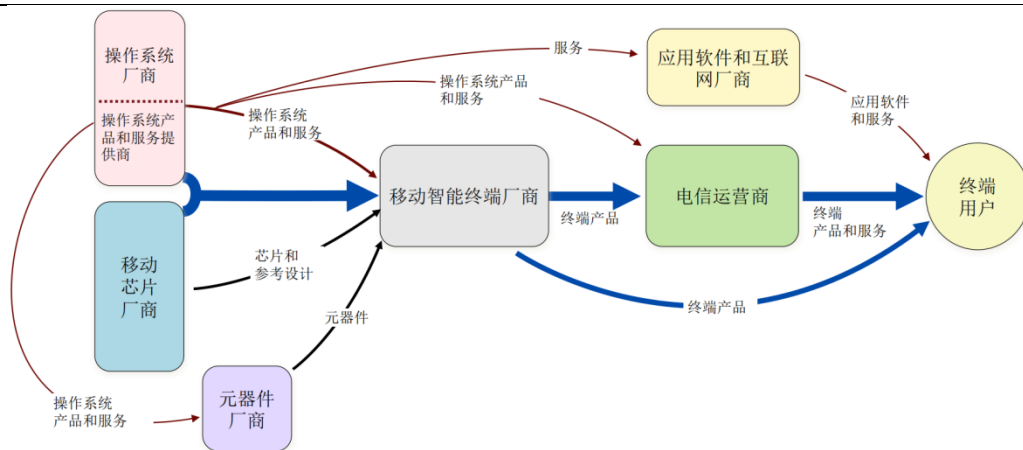 操作系统
厂商
操作系统产
品和服务提
供商
服务
应用软件和互联
网厂商
操作系统产品
和服务
应用软件
和服务
操作系统
产品和服务
移动智能终端厂商
终端产品
电信运营商
终端
产品和服务
终端
用户
移动
芯片
厂商
芯片和
参考设计
终端产品
元器件
操作系统
产品和服务
元器件
厂商